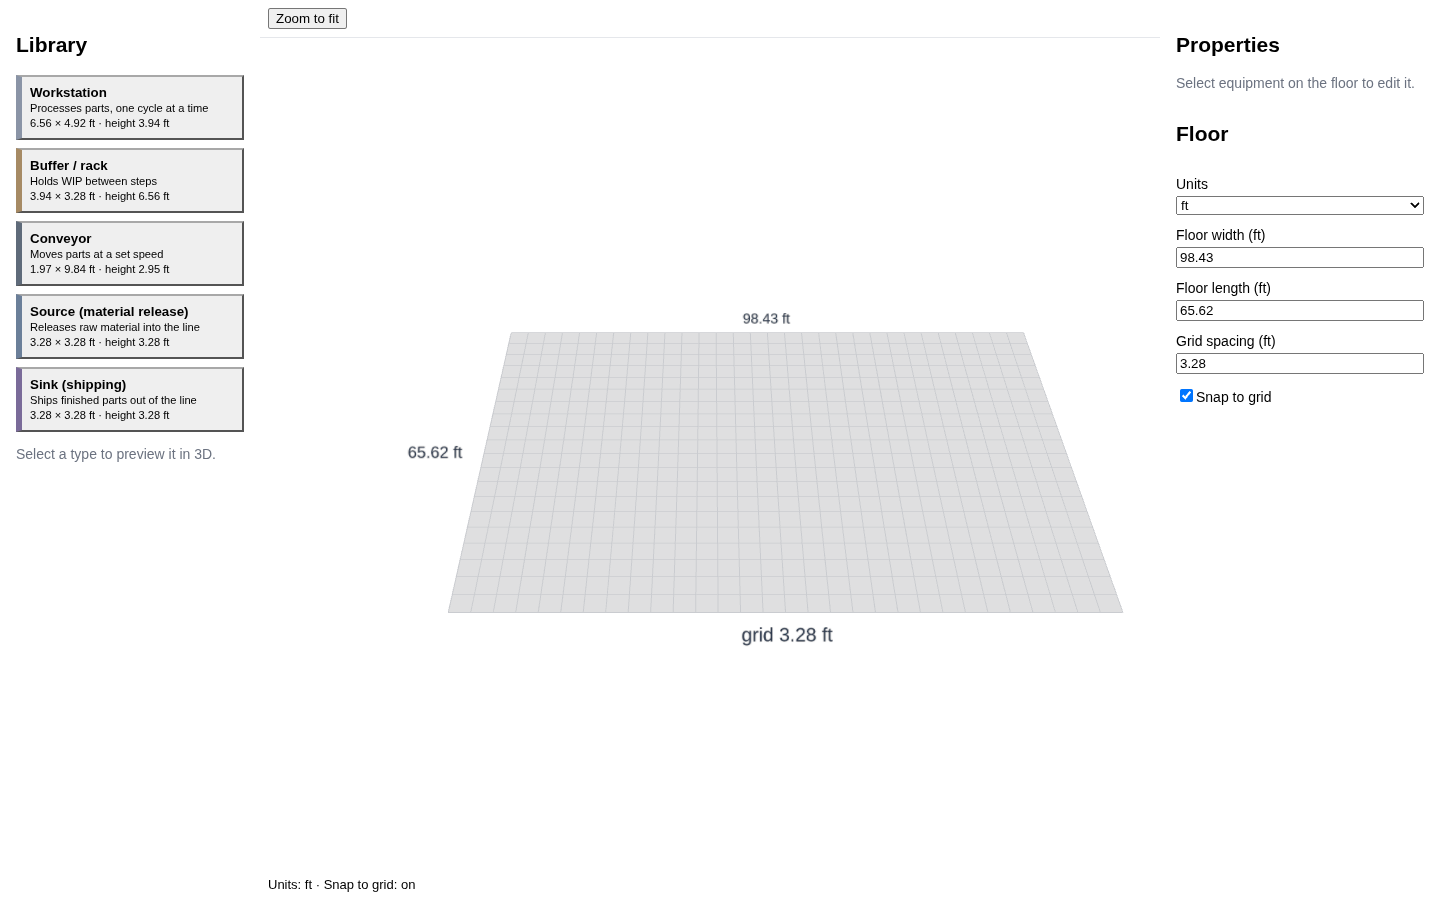 Zoom to fit
Library
Workstation
Processes parts, one cycle at a time
6.56 × 4.92 ft · height 3.94 ft
Buffer / rack
Holds WIP between steps
3.94 × 3.28 ft · height 6.56 ft
Conveyor
Moves parts at a set speed
1.97 × 9.84 ft · height 2.95 ft
Source (material release)
Releases raw material into the line
3.28 × 3.28 ft · height 3.28 ft
Sink (shipping)
Ships finished parts out of the line
3.28 × 3.28 ft · height 3.28 ft
Select a type to preview it in 3D.
98.43 ft
65.62 ft
grid 3.28 ft
Units: ft · Snap to grid: on
Properties
Select equipment on the floor to edit it.
Floor
Units
ft
Floor width (ft)
98.43
Floor length (ft)
65.62
Grid spacing (ft)
3.28
Snap to grid